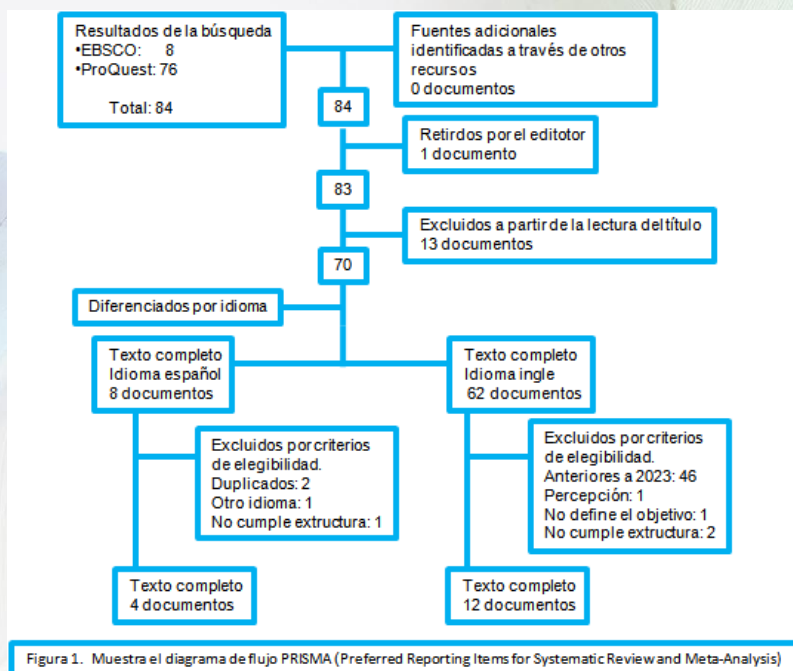 Resultados de la búsqueda
•EBSCO: 8
•ProQuest: 76
Total: 84
Fuentes adicionales
identificadas a través de otros
recursos
0 documentos
84
Retirdos por el editotor
1 documento
83
Excluidos a partir de la lectura del título
13 documentos
70
Diferenciados por idioma
Texto completo
Idioma español
8 documentos
Texto completo
Idioma ingle
62 documentos
Excluidos por criterios
de elegibilidad.
Duplicados: 2
Otro idioma: 1
No cumple extructura: 1
Excluidos por criterios
de elegibilidad.
Anteriores a 2023: 46
Percepción: 1
No define el objetivo: 1
No cumple extructura: 2
Texto completo
4 documentos
Texto completo
12 documentos
Figura 1. Muestra el diagrama de flujo PRISMA (Preferred Reporting Items for Systematic Review and Meta-Analysis)